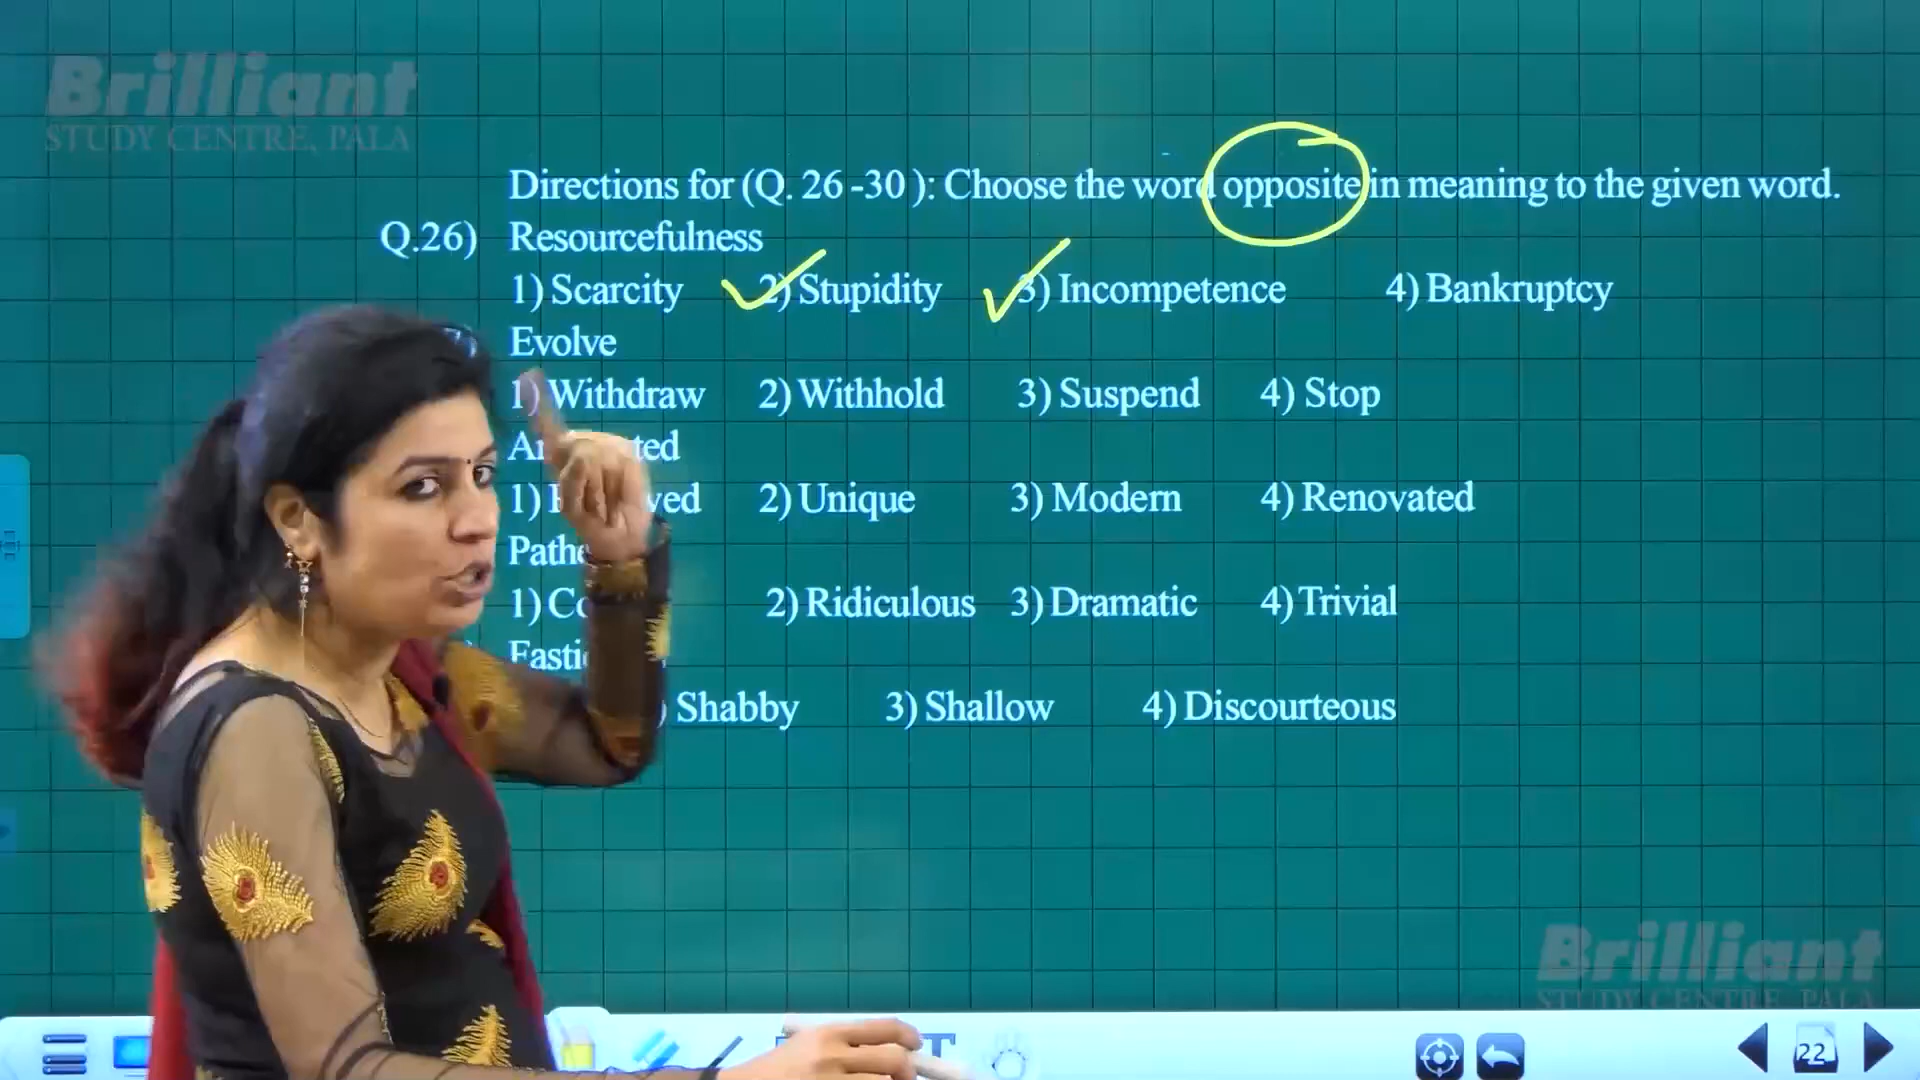 Brilliant
STUDY CENTRE, PALA
Directions for (Q. 26 -30 ): Choose the word opposite in meaning to the given word.
Q.26) Resourcefulness
1) Scarcity 2) Stupidity 3) Incompetence 4) Bankruptcy
Evolve
1) Withdraw 2) Withhold 3) Suspend 4) Stop
1) 2) Unique 3) Modern 4) Renovated
1) 2) Ridiculous 3) Dramatic 4) Trivial
) Shabby 3) Shallow 4) Discourteous
Brilliant
STUDY CENTRE, PALA
T
22